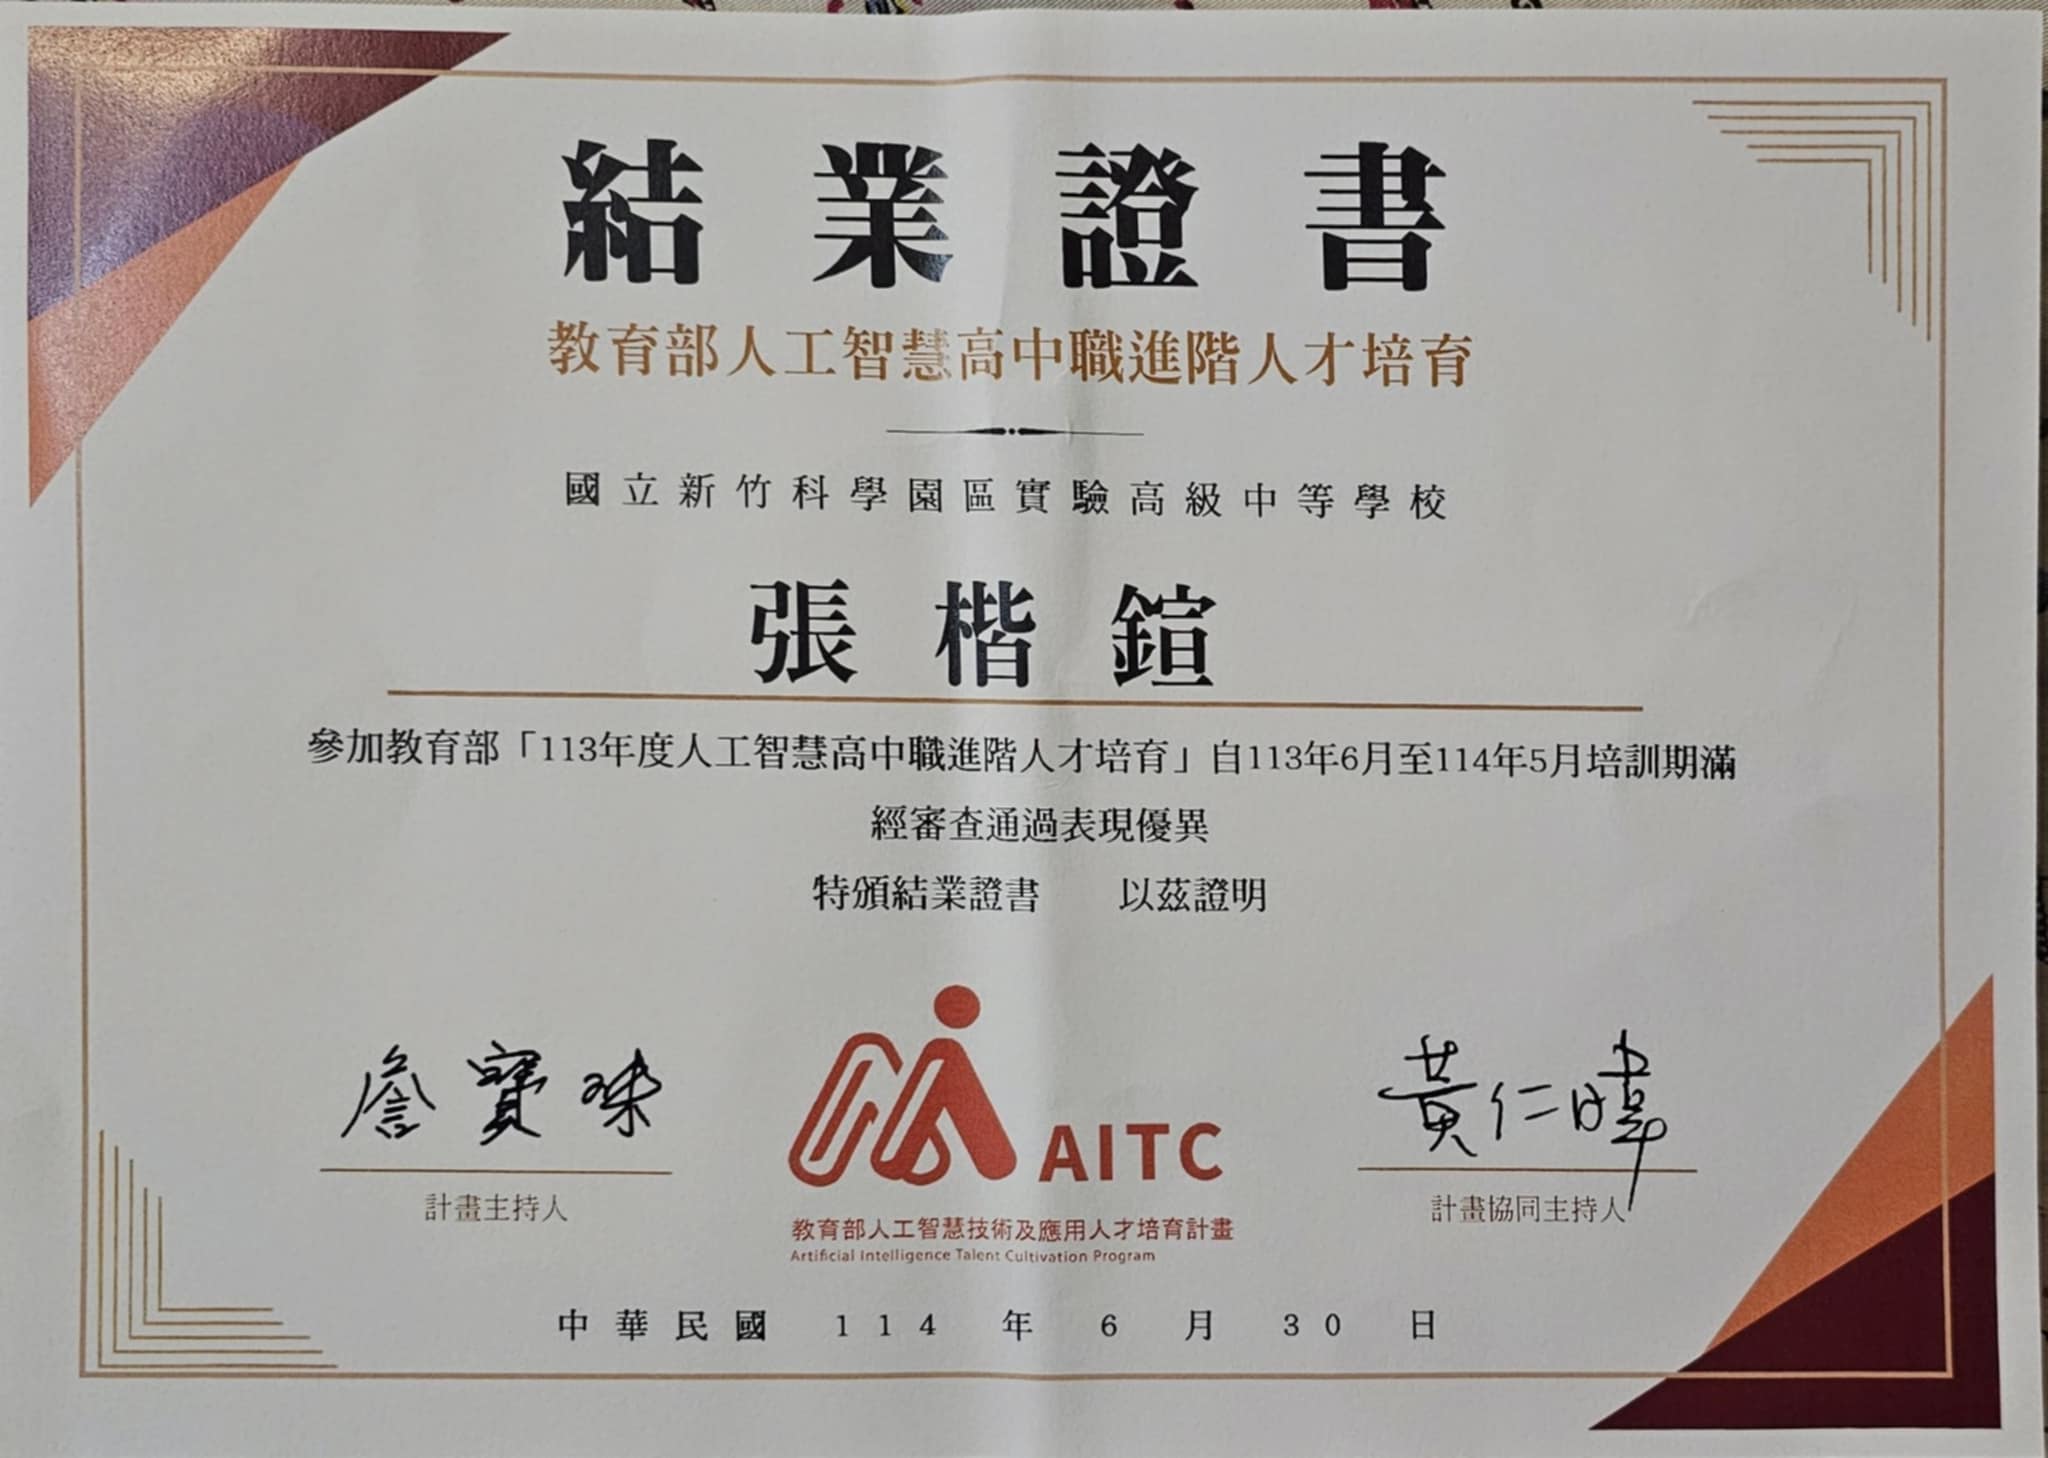 結業證書
教育部人工智慧高中職進階人才培育
國立新竹科學園區實驗高級中等學校
張楷鍹
參加教育部「113年度人工智慧高中職進階人才培育」自113年6月至114年5月培訓期滿
經審查通過表現優異
特頒結業證書 以茲證明
詹寶珠
黃仁暐
AITC
計畫主持人
計畫協同主持人
教育部人工智慧技術及應用人才培育計畫
Artificial Intelligence Talent Cultivation Program
中華民國 114 年 6 月 30 日